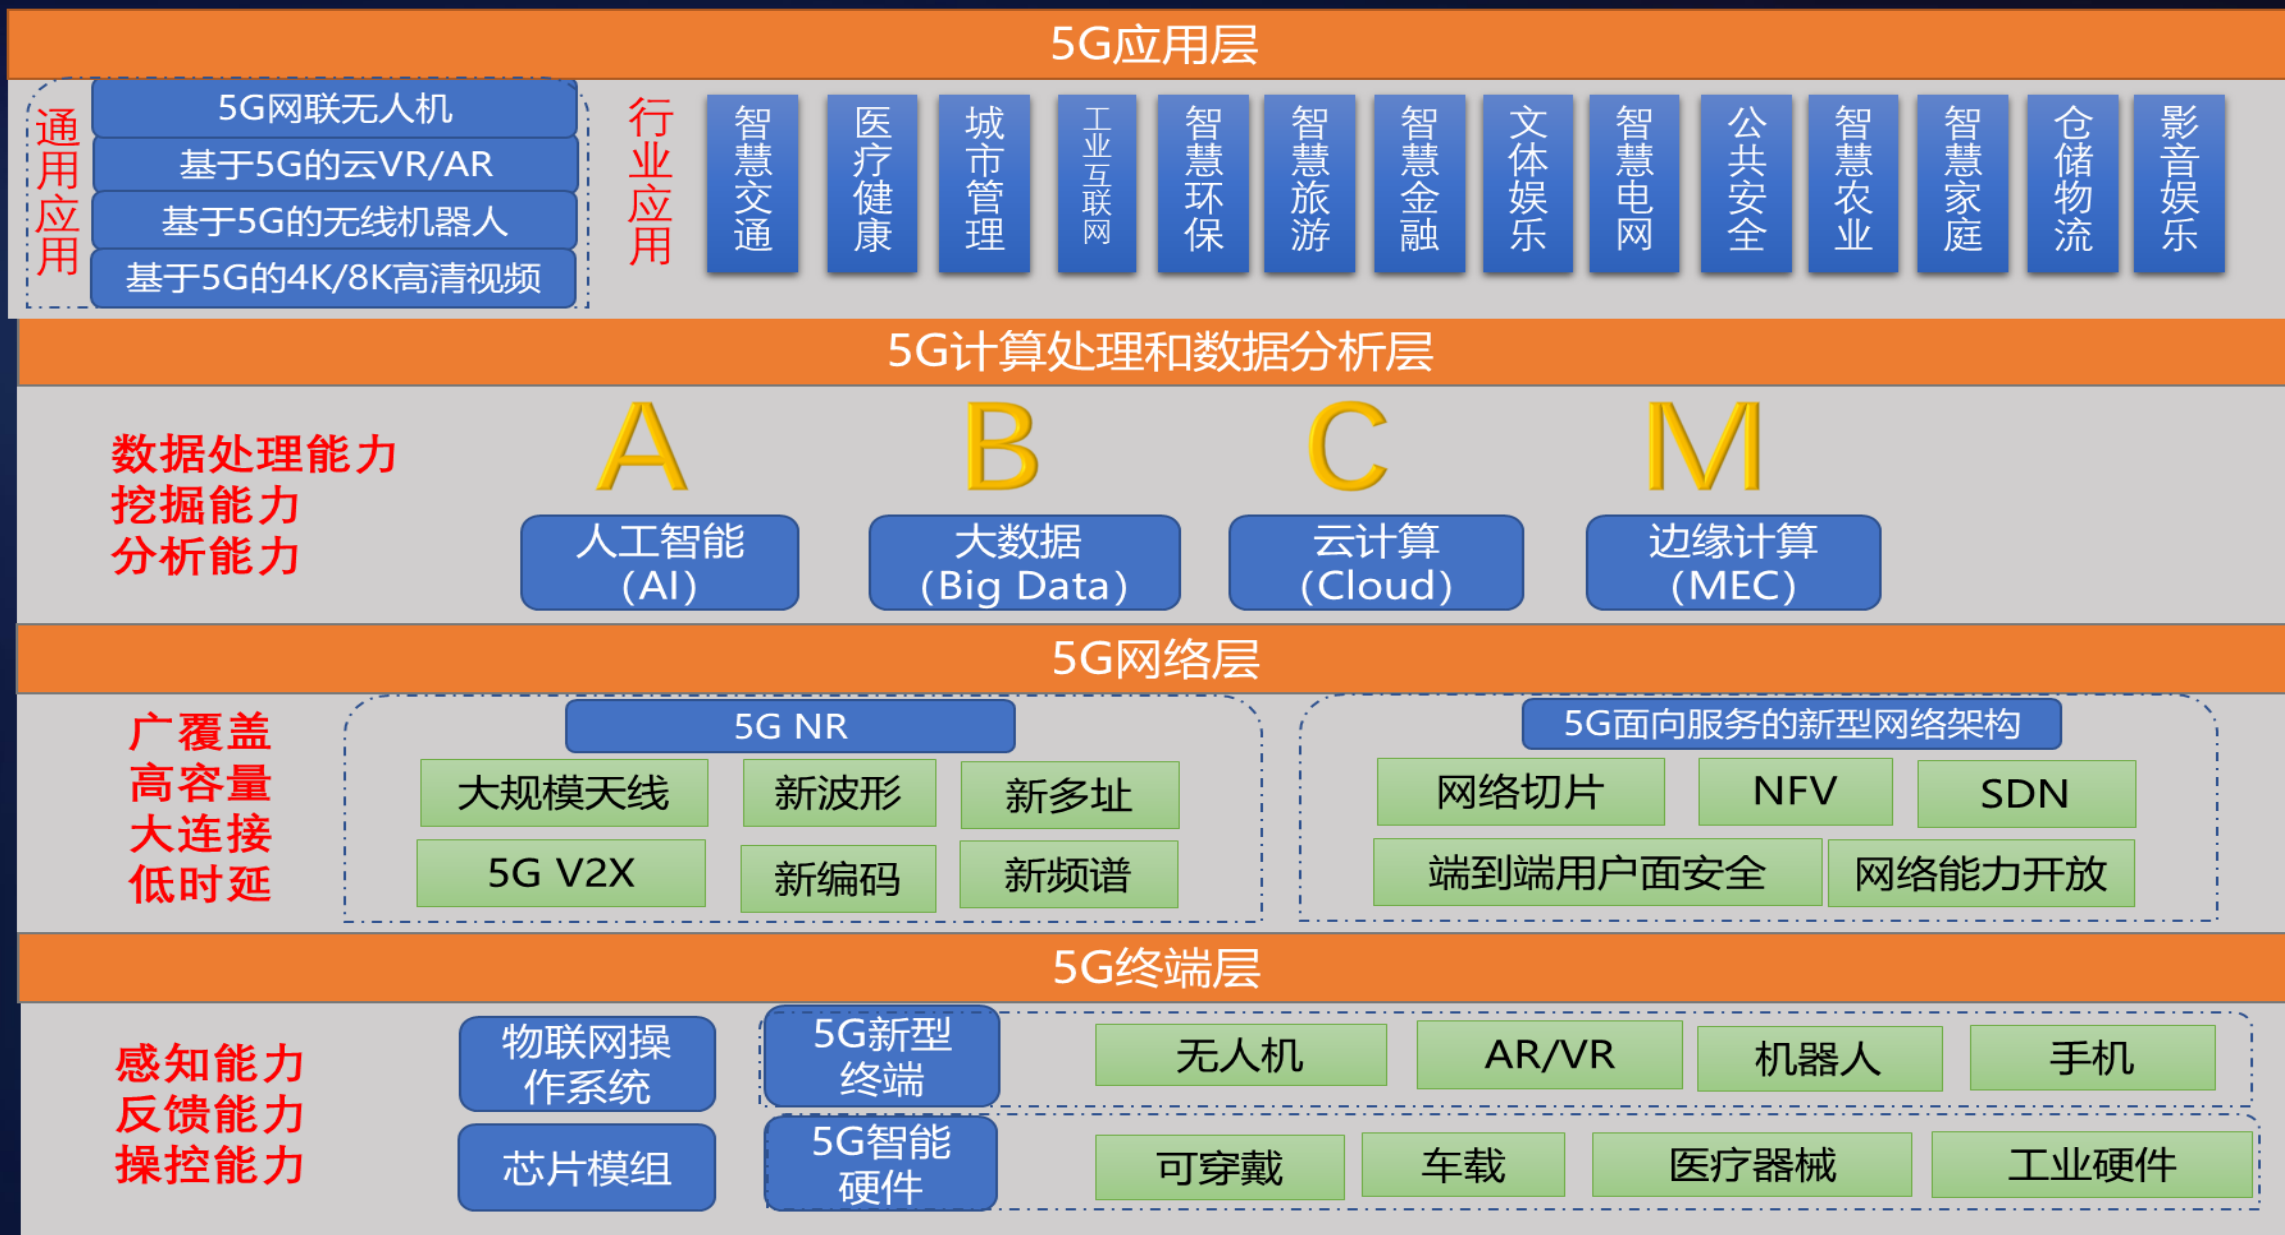 5G应用层
通用应用
5G网联无人机
基于5G的云VR/AR
基于5G的无线机器人
基于5G的4K/8K高清视频
行业应用
智慧交通
医疗健康
城市管理
工业互联网
智慧环保
智慧旅游
智慧金融
文体娱乐
智慧电网
公共安全
智慧农业
智慧家庭
仓储物流
影音娱乐
5G计算处理和数据分析层
数据处理能力
挖掘能力
分析能力
A
人工智能
（AI）
B
大数据
（Big Data）
C
云计算
（Cloud）
M
边缘计算
（MEC）
5G网络层
广覆盖
高容量
大连接
低时延
5G NR
大规模天线
新波形
新多址
5G V2X
新编码
新频谱
5G面向服务的新型网络架构
网络切片
NFV
SDN
端到端用户面安全
网络能力开放
5G终端层
感知能力
反馈能力
操控能力
物联网操
作系统
芯片模组
5G新型
终端
无人机
AR/VR
机器人
手机
5G智能
硬件
可穿戴
车载
医疗器械
工业硬件